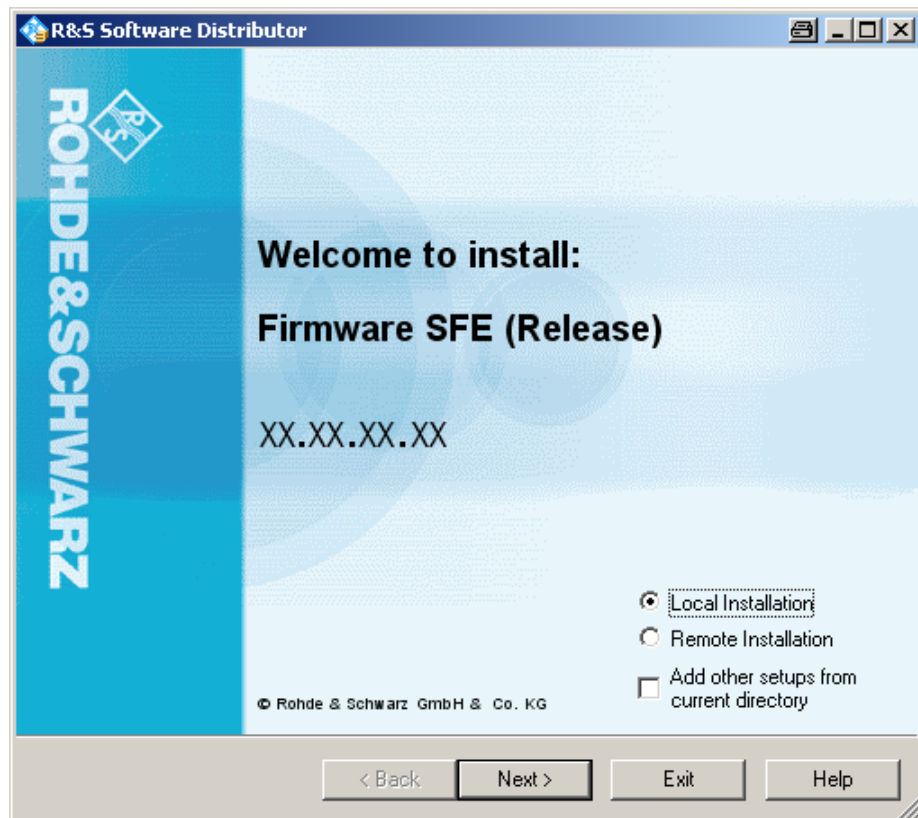 R&S Software Distributor
ROHDE&SCHWARZ
R S
Welcome to install:
Firmware SFE (Release)
XX.XX.XX.XX
Local Installation
Remote Installation
Add other setups from
current directory
© Rohde & Schwarz GmbH & Co. KG
< Back
Next >
Exit
Help